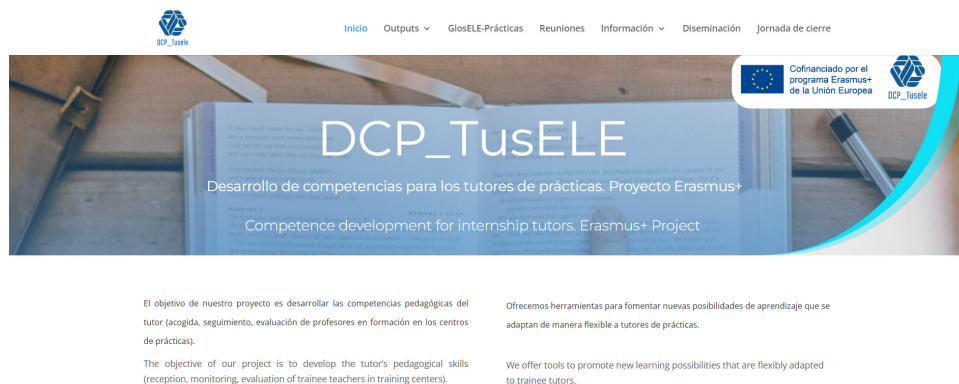 DCP_Tusele
Inicio Outputs GlosELE-Prácticas Reuniones Información Diseminación Jornada de cierre
Cofinanciado por el
programa Erasmus+
de la Unión Europea
DCP_Tusele
DCP_TusELE
Desarrollo de competencias para los tutores de prácticas. Proyecto Erasmus+
Competence development for internship tutors. Erasmus+ Project
El objetivo de nuestro proyecto es desarrollar las competencias pedagógicas del
tutor (acogida, seguimiento, evaluación de profesores en formación en los centros
de prácticas).
The objective of our project is to develop the tutor's pedagogical skills
(reception, monitoring, evaluation of trainee teachers in training centers).
Ofrecemos herramientas para fomentar nuevas posibilidades de aprendizaje que se
adaptan de manera flexible a tutores de prácticas.
We offer tools to promote new learning possibilities that are flexibly adapted
to trainee tutors.